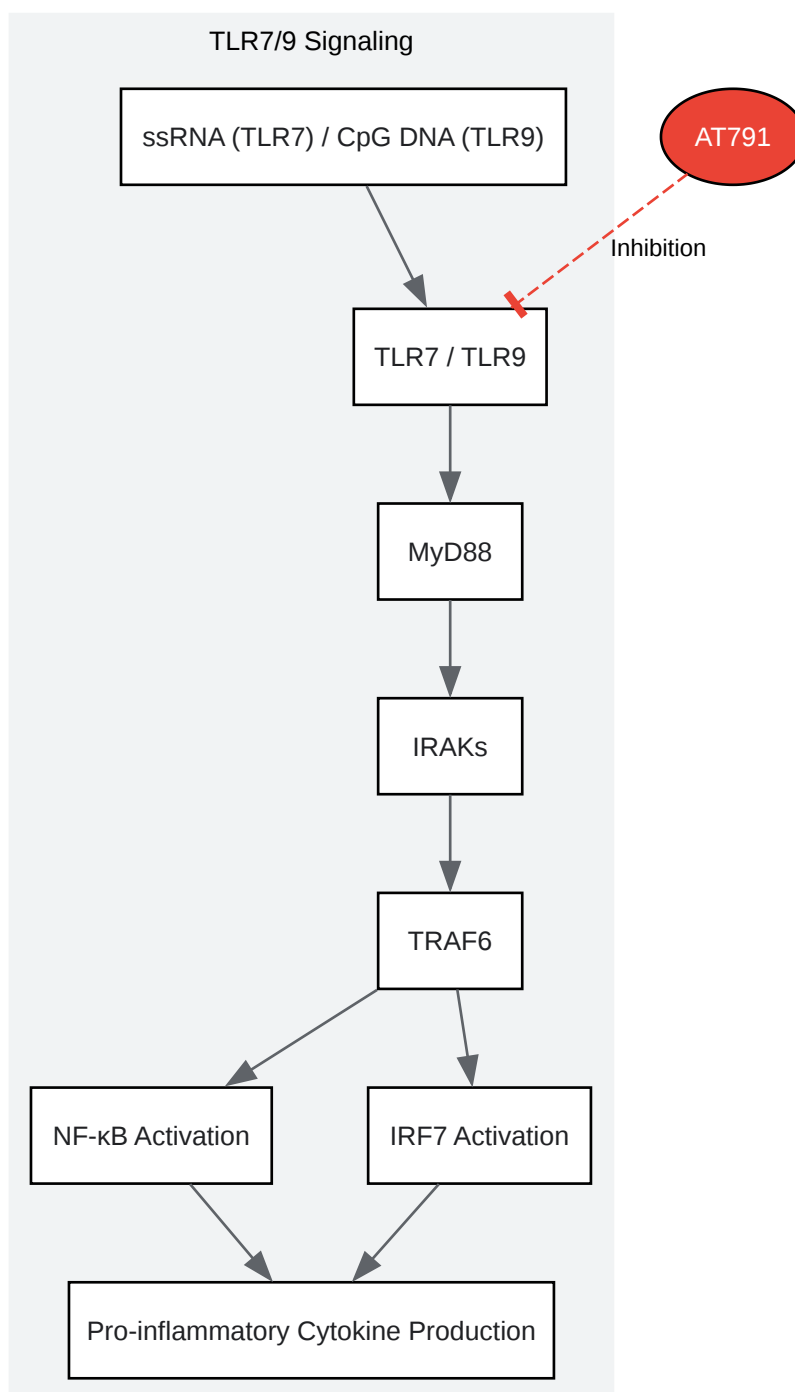 TLR7/9 Signaling
ssRNA (TLR7) / CpG DNA (TLR9)
AT791
Inhibition
TLR7 / TLR9
MyD88
IRAKs
TRAF6
NF-κB Activation
IRF7 Activation
Pro-inflammatory Cytokine Production